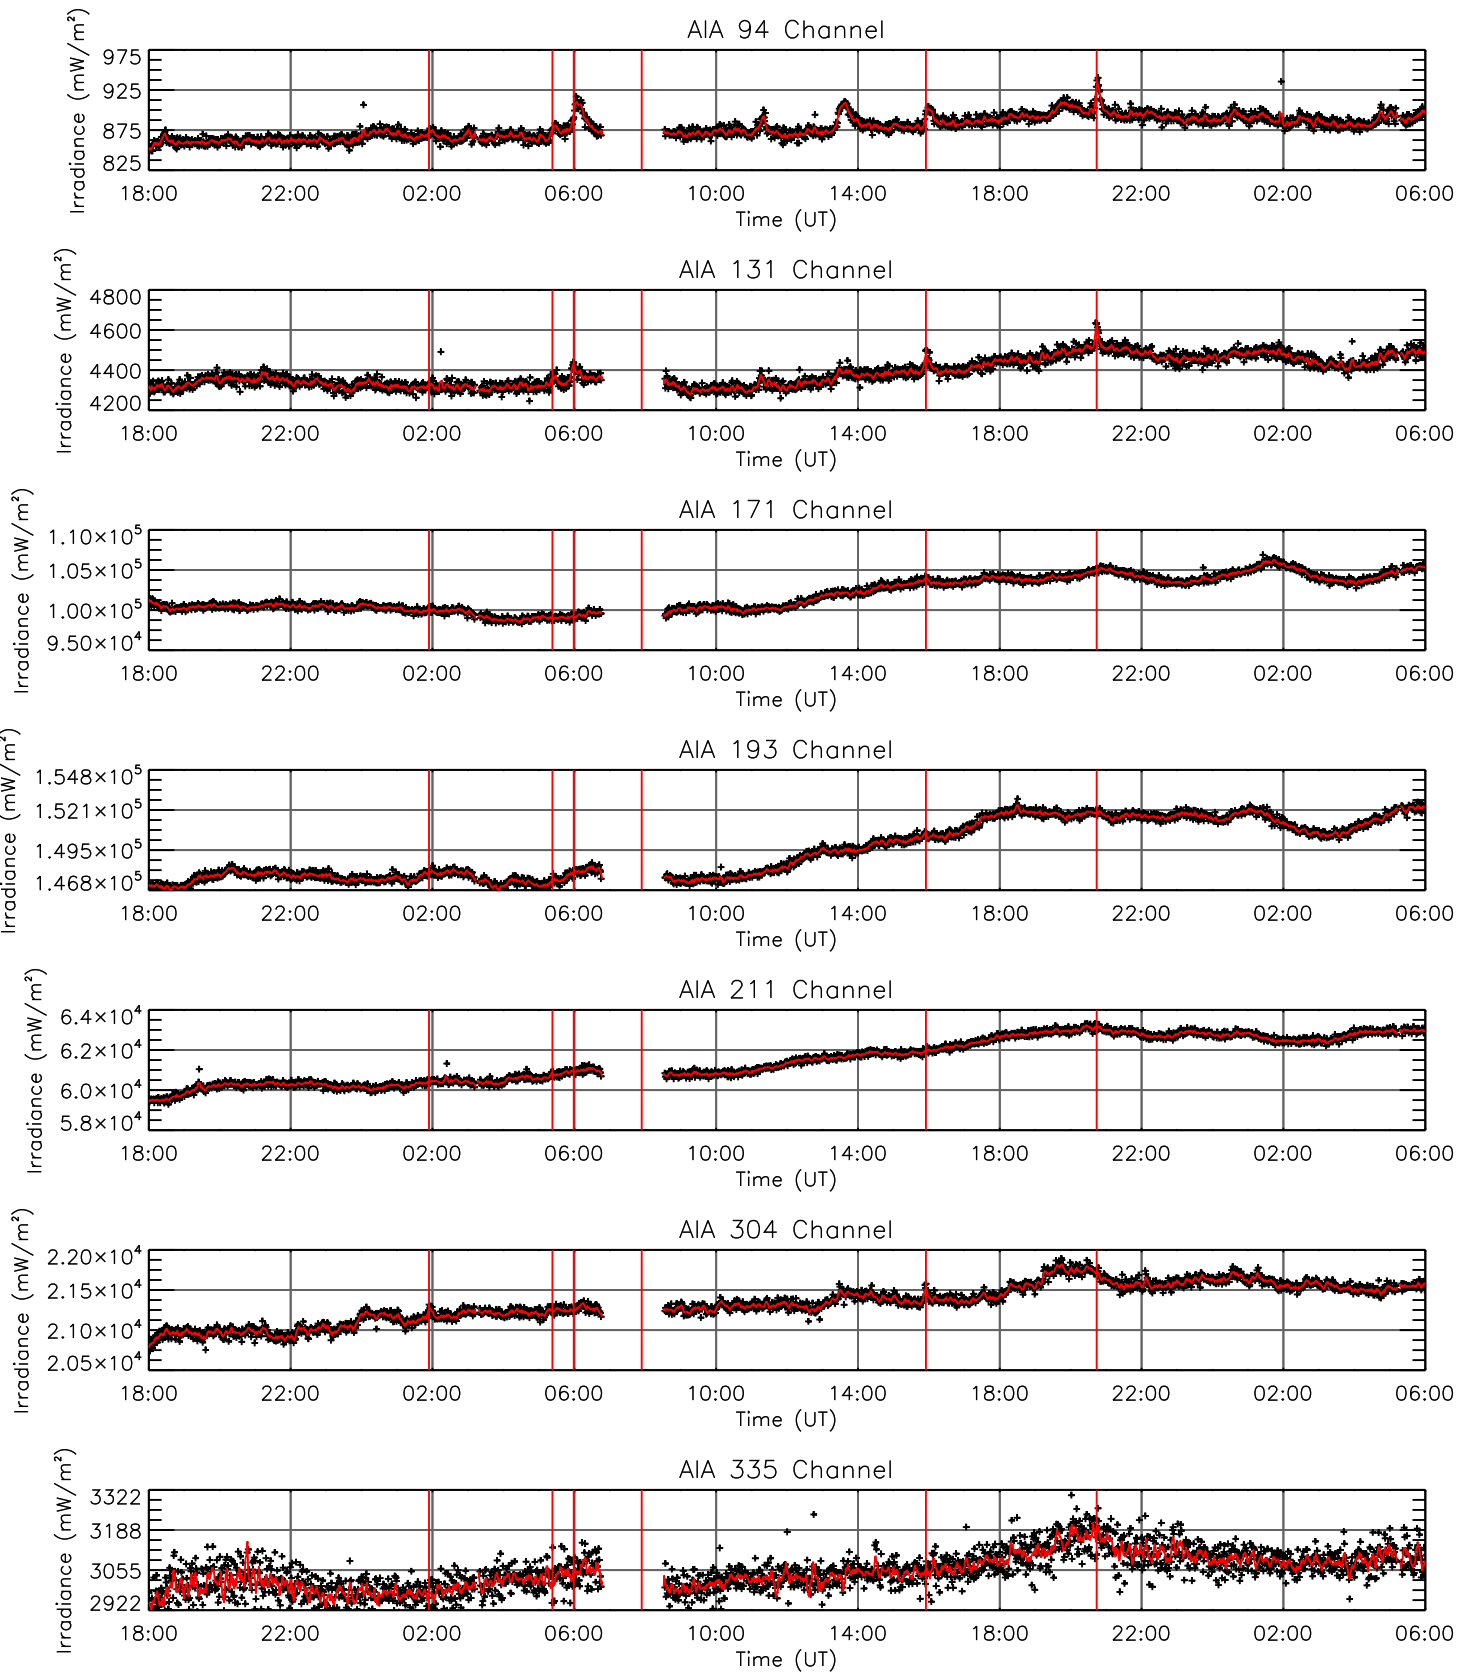 AIA 94 Channel
Irradiance (mW/m²)
975
925
875
825
18:00 22:00 02:00 06:00 10:00 14:00 18:00 22:00 02:00 06:00
Time (UT)
AIA 131 Channel
Irradiance (mW/m²)
4800
4600
4400
4200
18:00 22:00 02:00 06:00 10:00 14:00 18:00 22:00 02:00 06:00
Time (UT)
AIA 171 Channel
Irradiance (mW/m²)
1.10×10⁵
1.05×10⁵
1.00×10⁵
9.50×10⁴
18:00 22:00 02:00 06:00 10:00 14:00 18:00 22:00 02:00 06:00
Time (UT)
AIA 193 Channel
Irradiance (mW/m²)
1.548×10⁵
1.521×10⁵
1.495×10⁵
1.468×10⁵
18:00 22:00 02:00 06:00 10:00 14:00 18:00 22:00 02:00 06:00
Time (UT)
AIA 211 Channel
Irradiance (mW/m²)
6.4×10⁴
6.2×10⁴
6.0×10⁴
5.8×10⁴
18:00 22:00 02:00 06:00 10:00 14:00 18:00 22:00 02:00 06:00
Time (UT)
AIA 304 Channel
Irradiance (mW/m²)
2.20×10⁴
2.15×10⁴
2.10×10⁴
2.05×10⁴
18:00 22:00 02:00 06:00 10:00 14:00 18:00 22:00 02:00 06:00
Time (UT)
AIA 335 Channel
Irradiance (mW/m²)
3322
3188
3055
2922
18:00 22:00 02:00 06:00 10:00 14:00 18:00 22:00 02:00 06:00
Time (UT)